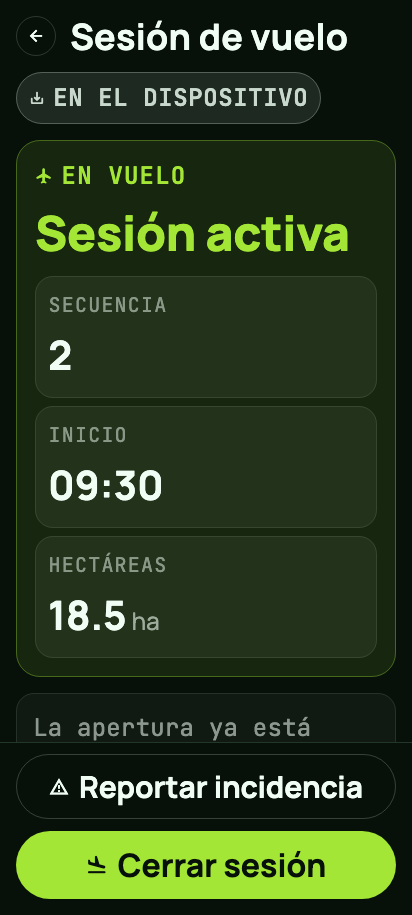 Sesión de vuelo
EN EL DISPOSITIVO
EN VUELO
Sesión activa
SECUENCIA
2
INICIO
09:30
HECTÁREAS
18.5 ha
La apertura ya está
Reportar incidencia
Cerrar sesión